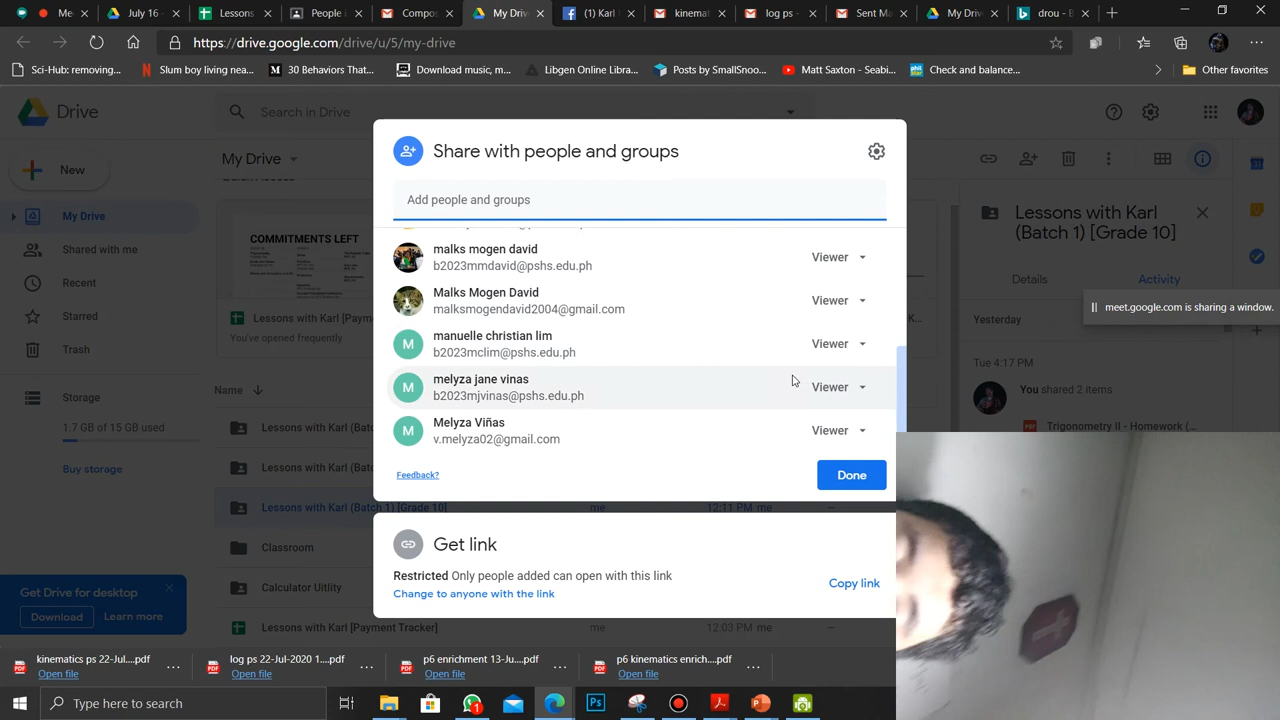 Me
July 16 -
Lessons
People i
Compos
My Driv
(1) Karl
kinemat
log ps -
Sent Ma
My Driv
drou - B
https://drive.google.com/drive/u/5/my-drive
Sci-Hub: removing...
Slum boy living nea...
30 Behaviors That...
Download music, m...
Libgen Online Libra...
Posts by SmallSnoo...
Matt Saxton - Seabi...
Check and balance...
Other favorites
Drive
Search in Drive
New
My Drive
Share with people and groups
Add people and groups
My Drive
Shared with me
Recent
Starred
Trash
Storage
1.7 GB of 15 GB used
Buy storage
COMMITMENTS LEFT
Lessons with Karl [Paym
You've opened frequently
Name
Lessons with Karl (Batc
Lessons with Karl (Batc
Lessons with Karl (Batch 1) [Grade 10]
me
12:11 PM me
Classroom
Calculator Uitlity
Lessons with Karl [Payment Tracker]
me
12:03 PM me
malks mogen david
b2023mmdavid@pshs.edu.ph
Viewer
Malks Mogen David
malksmogendavid2004@gmail.com
Viewer
manuelle christian lim
b2023mclim@pshs.edu.ph
Viewer
M
melyza jane vinas
b2023mjvinas@pshs.edu.ph
Viewer
M
Melyza Viñas
v.melyza02@gmail.com
Viewer
M
Feedback?
Done
Get link
Restricted Only people added can open with this link
Change to anyone with the link
Copy link
Lessons with Karl
(Batch 1) [Grade 10]
Details
Activity
meet.google.com is sharing a window.
Yesterday
Tue 4:17 PM
You shared 2 items
Trigonometry II - Homework (...
Get Drive for desktop
Download
Learn more
kinematics ps 22-Jul....pdf
Open file
log ps 22-Jul-2020 1....pdf
Open file
p6 enrichment 13-Ju....pdf
Open file
p6 kinematics enrich....pdf
Open file
Type here to search